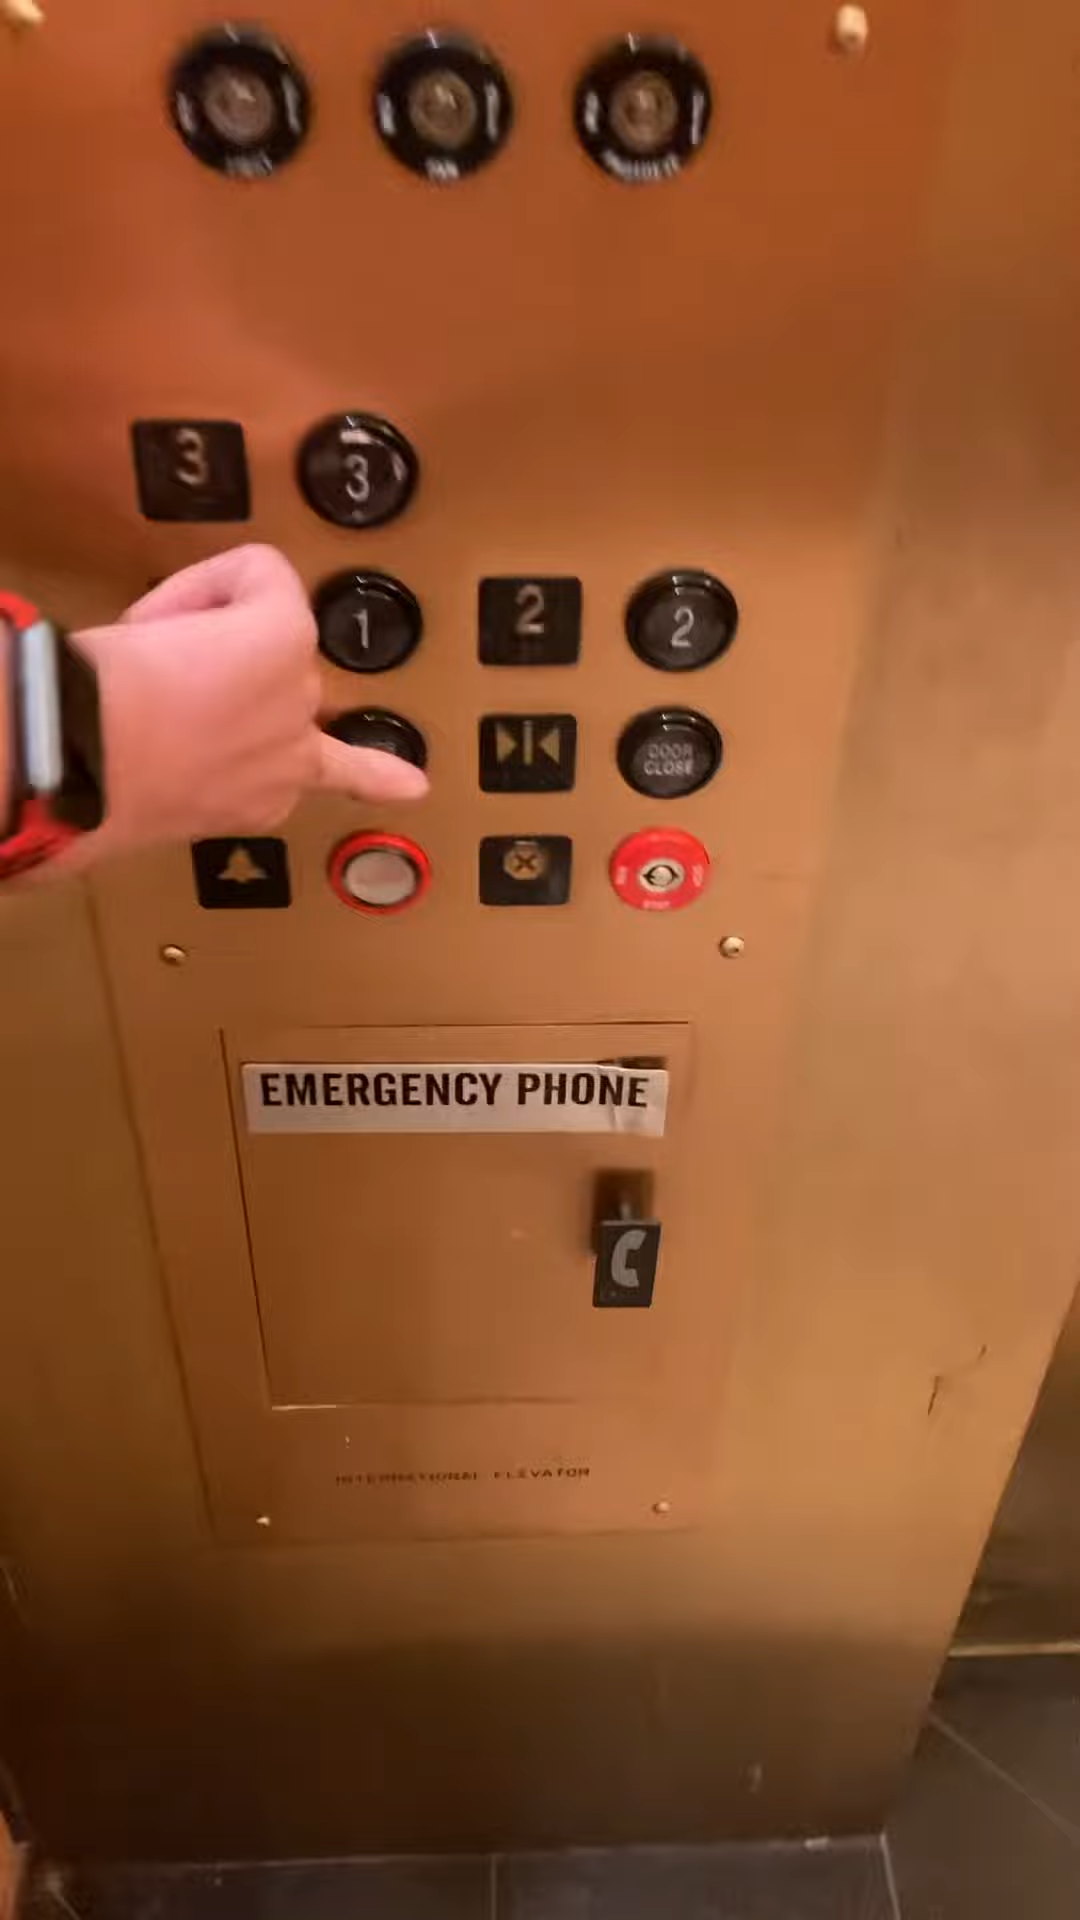 3 3
1 2 2
DOOR
CLOSE
EMERGENCY PHONE
INTERNATIONAL ELEVATOR